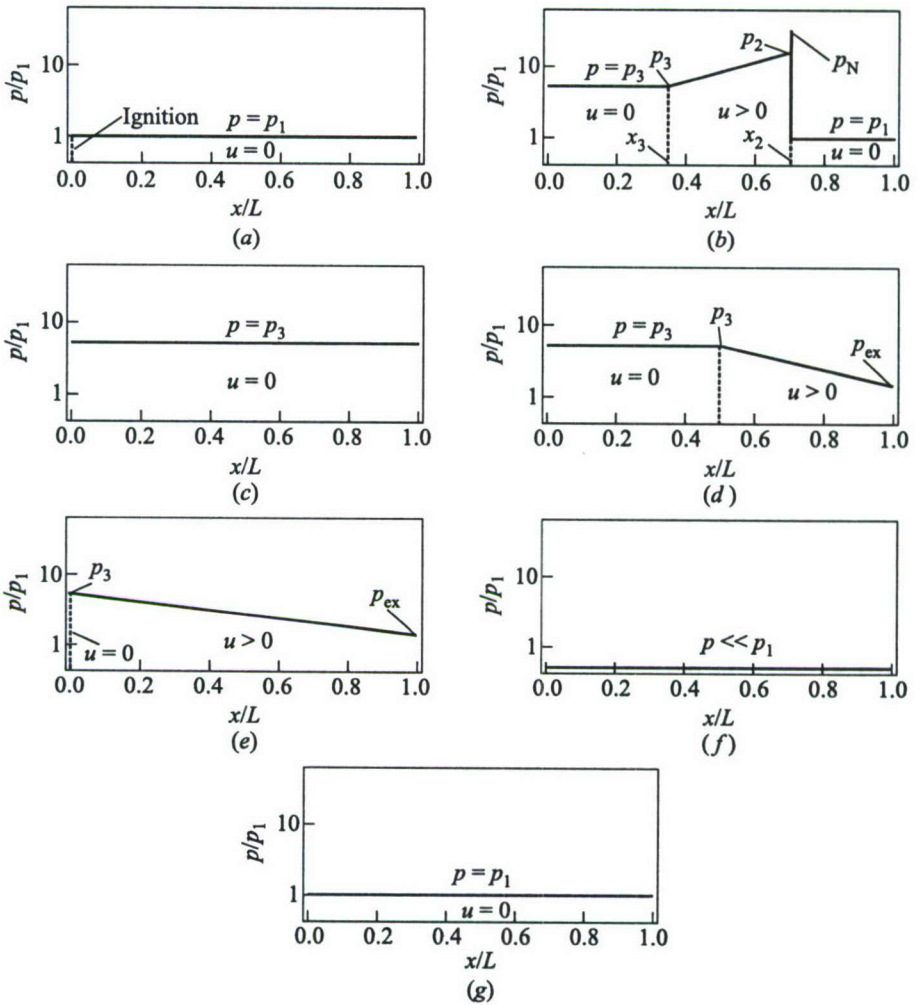 10
p/p1
1
Ignition
p = p1
u = 0
0.0 0.2 0.4 0.6 0.8 1.0
x/L
(a)
10
p/p1
1
p = p3
p3
p2
pN
u = 0
u > 0
p = p1
x3
x2
u = 0
0.0 0.2 0.4 0.6 0.8 1.0
x/L
(b)
10
p/p1
1
p = p3
u = 0
0.0 0.2 0.4 0.6 0.8 1.0
x/L
(c)
10
p/p1
1
p = p3
p3
pex
u = 0
u > 0
0.0 0.2 0.4 0.6 0.8 1.0
x/L
(d)
10
p/p1
1
p3
pex
u = 0
u > 0
0.0 0.2 0.4 0.6 0.8 1.0
x/L
(e)
10
p/p1
1
p << p1
0.0 0.2 0.4 0.6 0.8 1.0
x/L
(f)
10
p/p1
1
p = p1
u = 0
0.0 0.2 0.4 0.6 0.8 1.0
x/L
(g)